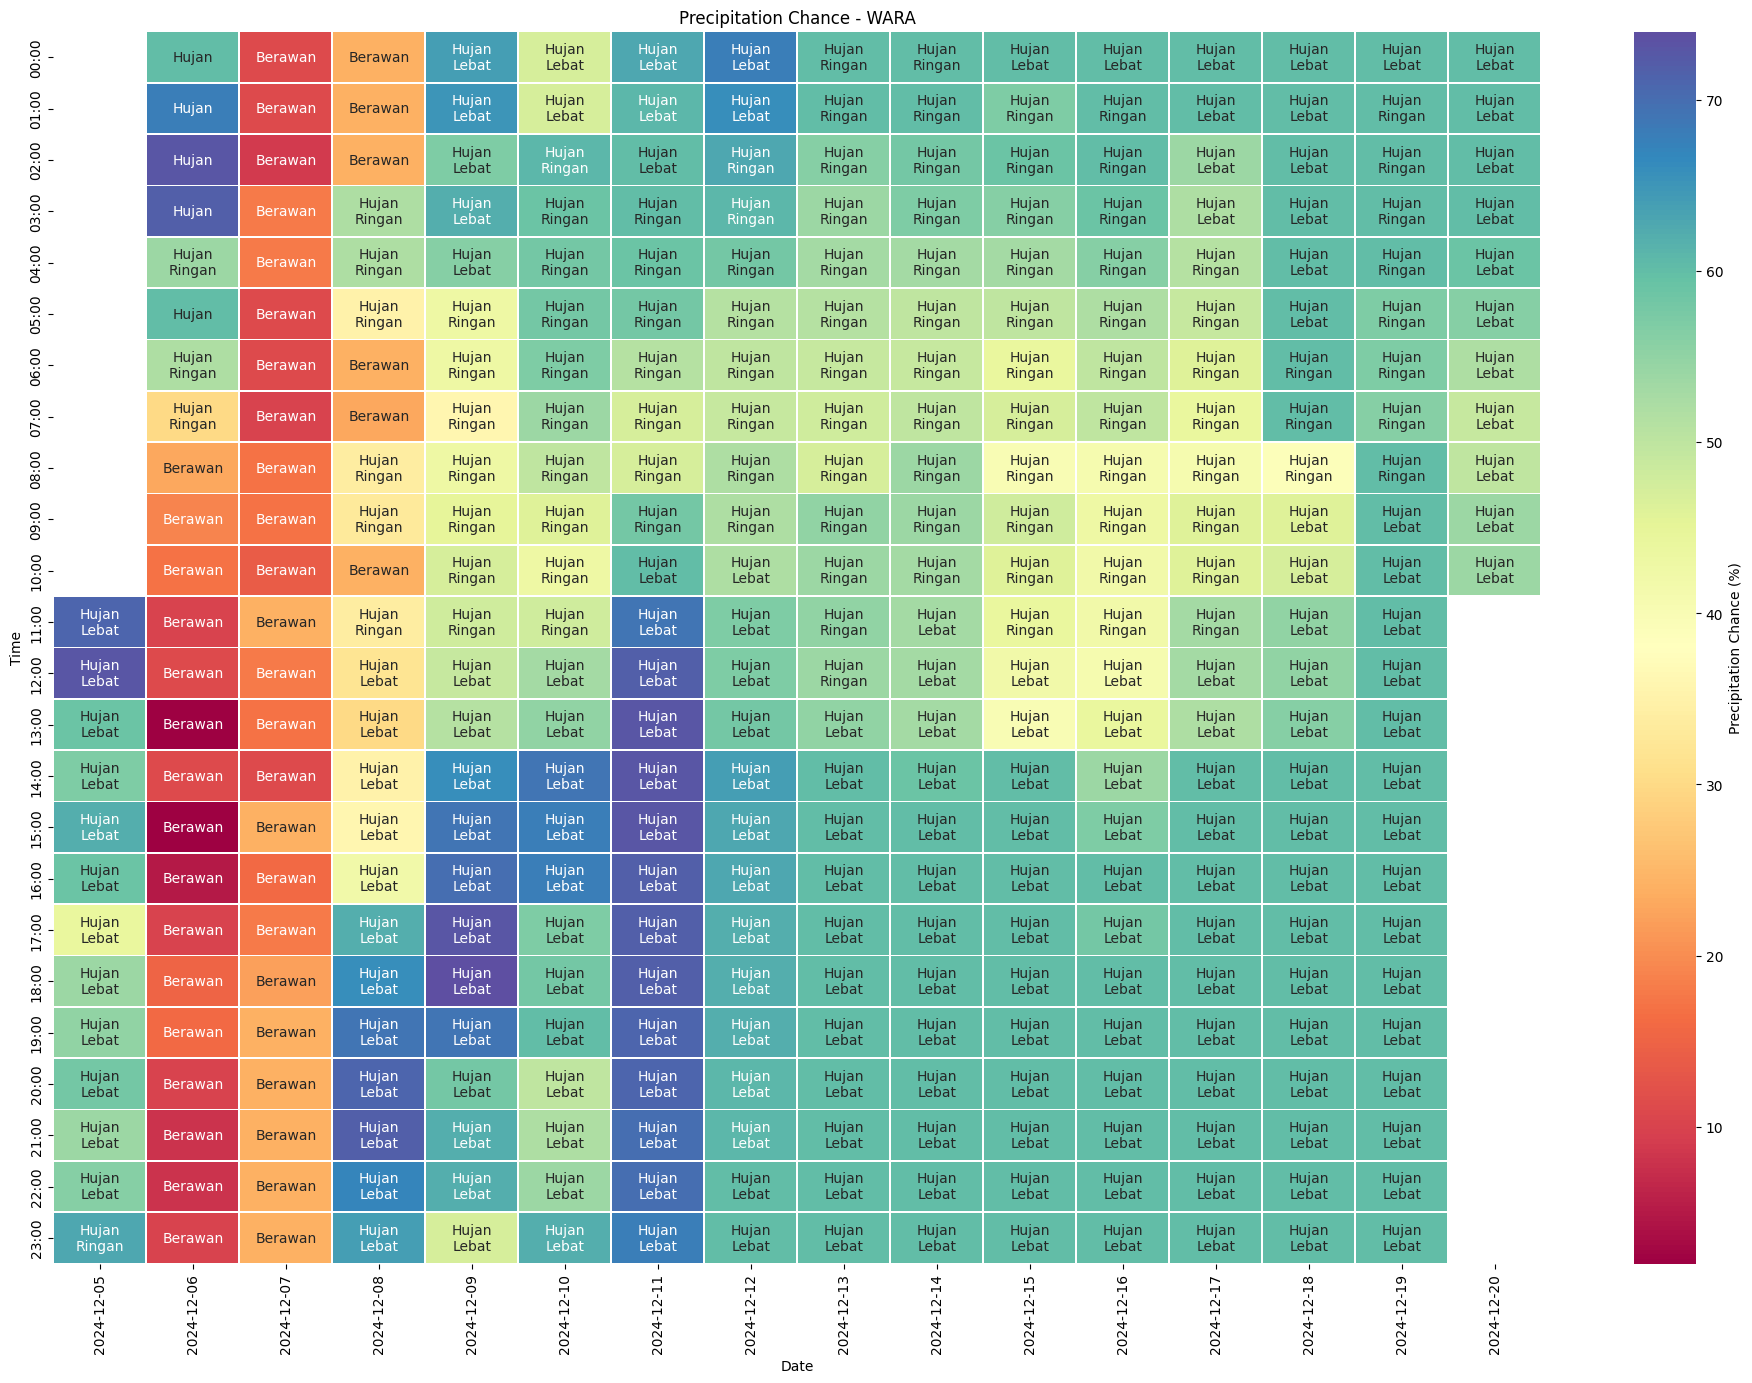 Precipitation Chance - WARA
00:00 Hujan Berawan Berawan Hujan Lebat Hujan Lebat Hujan Lebat Hujan Lebat Hujan Ringan Hujan Ringan Hujan Lebat Hujan Lebat Hujan Lebat Hujan Lebat Hujan Lebat Hujan Lebat
01:00 Hujan Berawan Berawan Hujan Lebat Hujan Lebat Hujan Lebat Hujan Lebat Hujan Ringan Hujan Ringan Hujan Ringan Hujan Ringan Hujan Lebat Hujan Lebat Hujan Ringan Hujan Lebat
02:00 Hujan Berawan Berawan Hujan Lebat Hujan Ringan Hujan Lebat Hujan Ringan Hujan Ringan Hujan Ringan Hujan Ringan Hujan Ringan Hujan Lebat Hujan Lebat Hujan Ringan Hujan Lebat
03:00 Hujan Berawan Hujan Ringan Hujan Lebat Hujan Ringan Hujan Ringan Hujan Ringan Hujan Ringan Hujan Ringan Hujan Ringan Hujan Ringan Hujan Lebat Hujan Lebat Hujan Ringan Hujan Lebat
04:00 Hujan Ringan Berawan Hujan Ringan Hujan Lebat Hujan Ringan Hujan Ringan Hujan Ringan Hujan Ringan Hujan Ringan Hujan Ringan Hujan Ringan Hujan Ringan Hujan Lebat Hujan Ringan Hujan Lebat
05:00 Hujan Berawan Hujan Ringan Hujan Ringan Hujan Ringan Hujan Ringan Hujan Ringan Hujan Ringan Hujan Ringan Hujan Ringan Hujan Ringan Hujan Ringan Hujan Lebat Hujan Ringan Hujan Lebat
06:00 Hujan Ringan Berawan Berawan Hujan Ringan Hujan Ringan Hujan Ringan Hujan Ringan Hujan Ringan Hujan Ringan Hujan Ringan Hujan Ringan Hujan Ringan Hujan Ringan Hujan Ringan Hujan Lebat
07:00 Hujan Ringan Berawan Berawan Hujan Ringan Hujan Ringan Hujan Ringan Hujan Ringan Hujan Ringan Hujan Ringan Hujan Ringan Hujan Ringan Hujan Ringan Hujan Ringan Hujan Ringan Hujan Lebat
08:00 Berawan Berawan Hujan Ringan Hujan Ringan Hujan Ringan Hujan Ringan Hujan Ringan Hujan Ringan Hujan Ringan Hujan Ringan Hujan Ringan Hujan Ringan Hujan Ringan Hujan Ringan Hujan Lebat
09:00 Berawan Berawan Hujan Ringan Hujan Ringan Hujan Ringan Hujan Ringan Hujan Ringan Hujan Ringan Hujan Ringan Hujan Ringan Hujan Ringan Hujan Ringan Hujan Lebat Hujan Lebat Hujan Lebat
10:00 Berawan Berawan Berawan Hujan Ringan Hujan Ringan Hujan Lebat Hujan Lebat Hujan Ringan Hujan Ringan Hujan Ringan Hujan Ringan Hujan Ringan Hujan Lebat Hujan Lebat Hujan Lebat
11:00 Hujan Lebat Berawan Berawan Hujan Ringan Hujan Ringan Hujan Ringan Hujan Lebat Hujan Lebat Hujan Ringan Hujan Lebat Hujan Ringan Hujan Ringan Hujan Ringan Hujan Lebat Hujan Lebat
12:00 Hujan Lebat Berawan Berawan Hujan Lebat Hujan Lebat Hujan Lebat Hujan Lebat Hujan Lebat Hujan Ringan Hujan Lebat Hujan Lebat Hujan Lebat Hujan Lebat Hujan Lebat Hujan Lebat
13:00 Hujan Lebat Berawan Berawan Hujan Lebat Hujan Lebat Hujan Lebat Hujan Lebat Hujan Lebat Hujan Lebat Hujan Lebat Hujan Lebat Hujan Lebat Hujan Lebat Hujan Lebat Hujan Lebat
14:00 Hujan Lebat Berawan Berawan Hujan Lebat Hujan Lebat Hujan Lebat Hujan Lebat Hujan Lebat Hujan Lebat Hujan Lebat Hujan Lebat Hujan Lebat Hujan Lebat Hujan Lebat Hujan Lebat
15:00 Hujan Lebat Berawan Berawan Hujan Lebat Hujan Lebat Hujan Lebat Hujan Lebat Hujan Lebat Hujan Lebat Hujan Lebat Hujan Lebat Hujan Lebat Hujan Lebat Hujan Lebat Hujan Lebat
16:00 Hujan Lebat Berawan Berawan Hujan Lebat Hujan Lebat Hujan Lebat Hujan Lebat Hujan Lebat Hujan Lebat Hujan Lebat Hujan Lebat Hujan Lebat Hujan Lebat Hujan Lebat Hujan Lebat
17:00 Hujan Lebat Berawan Berawan Hujan Lebat Hujan Lebat Hujan Lebat Hujan Lebat Hujan Lebat Hujan Lebat Hujan Lebat Hujan Lebat Hujan Lebat Hujan Lebat Hujan Lebat Hujan Lebat
18:00 Hujan Lebat Berawan Berawan Hujan Lebat Hujan Lebat Hujan Lebat Hujan Lebat Hujan Lebat Hujan Lebat Hujan Lebat Hujan Lebat Hujan Lebat Hujan Lebat Hujan Lebat Hujan Lebat
19:00 Hujan Lebat Berawan Berawan Hujan Lebat Hujan Lebat Hujan Lebat Hujan Lebat Hujan Lebat Hujan Lebat Hujan Lebat Hujan Lebat Hujan Lebat Hujan Lebat Hujan Lebat Hujan Lebat
20:00 Hujan Lebat Berawan Berawan Hujan Lebat Hujan Lebat Hujan Lebat Hujan Lebat Hujan Lebat Hujan Lebat Hujan Lebat Hujan Lebat Hujan Lebat Hujan Lebat Hujan Lebat Hujan Lebat
21:00 Hujan Lebat Berawan Berawan Hujan Lebat Hujan Lebat Hujan Lebat Hujan Lebat Hujan Lebat Hujan Lebat Hujan Lebat Hujan Lebat Hujan Lebat Hujan Lebat Hujan Lebat Hujan Lebat
22:00 Hujan Lebat Berawan Berawan Hujan Lebat Hujan Lebat Hujan Lebat Hujan Lebat Hujan Lebat Hujan Lebat Hujan Lebat Hujan Lebat Hujan Lebat Hujan Lebat Hujan Lebat Hujan Lebat
23:00 Hujan Ringan Berawan Berawan Hujan Lebat Hujan Lebat Hujan Lebat Hujan Lebat Hujan Lebat Hujan Lebat Hujan Lebat Hujan Lebat Hujan Lebat Hujan Lebat Hujan Lebat Hujan Lebat
Time
2024-12-05 2024-12-06 2024-12-07 2024-12-08 2024-12-09 2024-12-10 2024-12-11 2024-12-12 2024-12-13 2024-12-14 2024-12-15 2024-12-16 2024-12-17 2024-12-18 2024-12-19 2024-12-20
Date
70
60
50
40
30
20
10
Precipitation Chance (%)